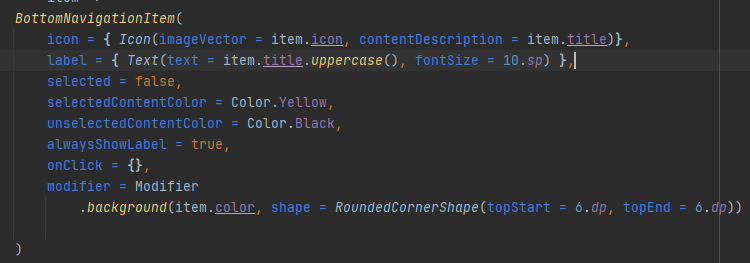 BottomNavigationItem(
icon = { Icon(imageVector = item.icon, contentDescription = item.title)},
label = { Text(text = item.title.uppercase(), fontSize = 10.sp) },
selected = false,
selectedContentColor = Color.Yellow,
unselectedContentColor = Color.Black,
alwaysShowLabel = true,
onClick = {},
modifier = Modifier
.background(item.color, shape = RoundedCornerShape(topStart = 6.dp, topEnd = 6.dp))
)